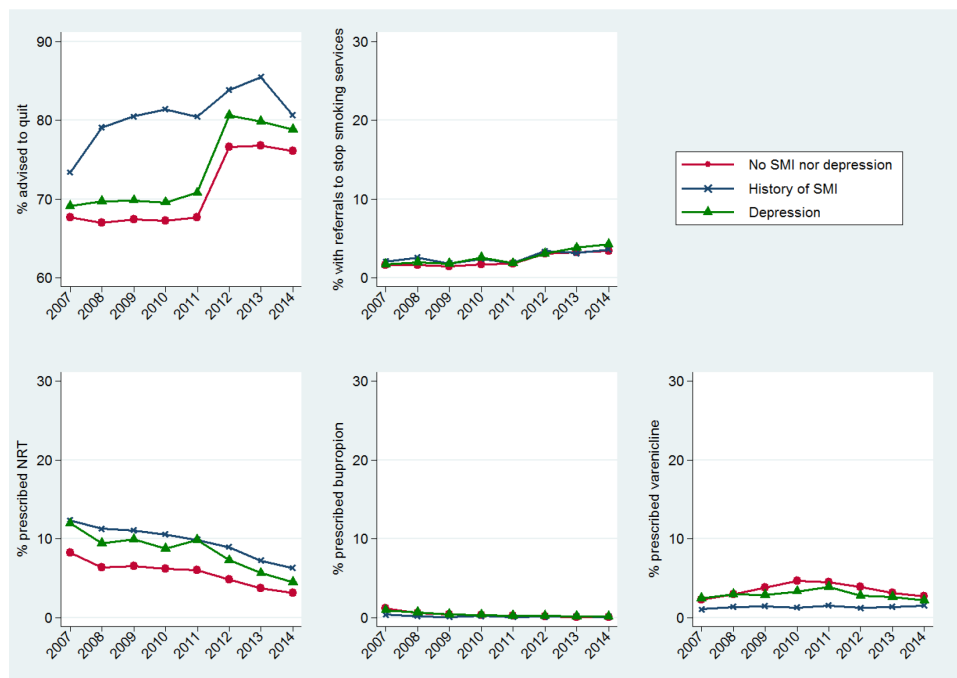 % advised to quit
90
80
70
60
2007 2008 2009 2010 2011 2012 2013 2014
% with referrals to stop smoking services
30
20
10
0
2007 2008 2009 2010 2011 2012 2013 2014
No SMI nor depression
History of SMI
Depression
% prescribed NRT
30
20
10
0
2007 2008 2009 2010 2011 2012 2013 2014
% prescribed bupropion
30
20
10
0
2007 2008 2009 2010 2011 2012 2013 2014
% prescribed varenicline
30
20
10
0
2007 2008 2009 2010 2011 2012 2013 2014